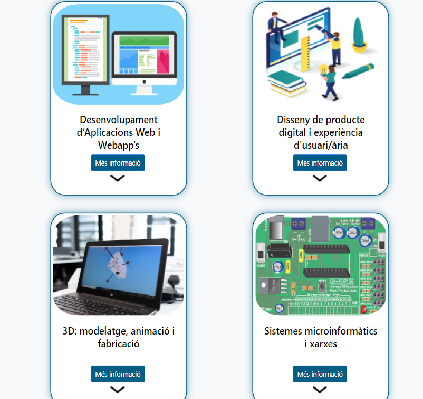 Desenvolupament
d'Aplicacions Web i
Webapp's
Més informació
Disseny de producte
digital i experiència
d'usuari/ària
Més informació
3D: modelatge, animació i
fabricació
Més informació
Sistemes microinformàtics
i xarxes
Més informació